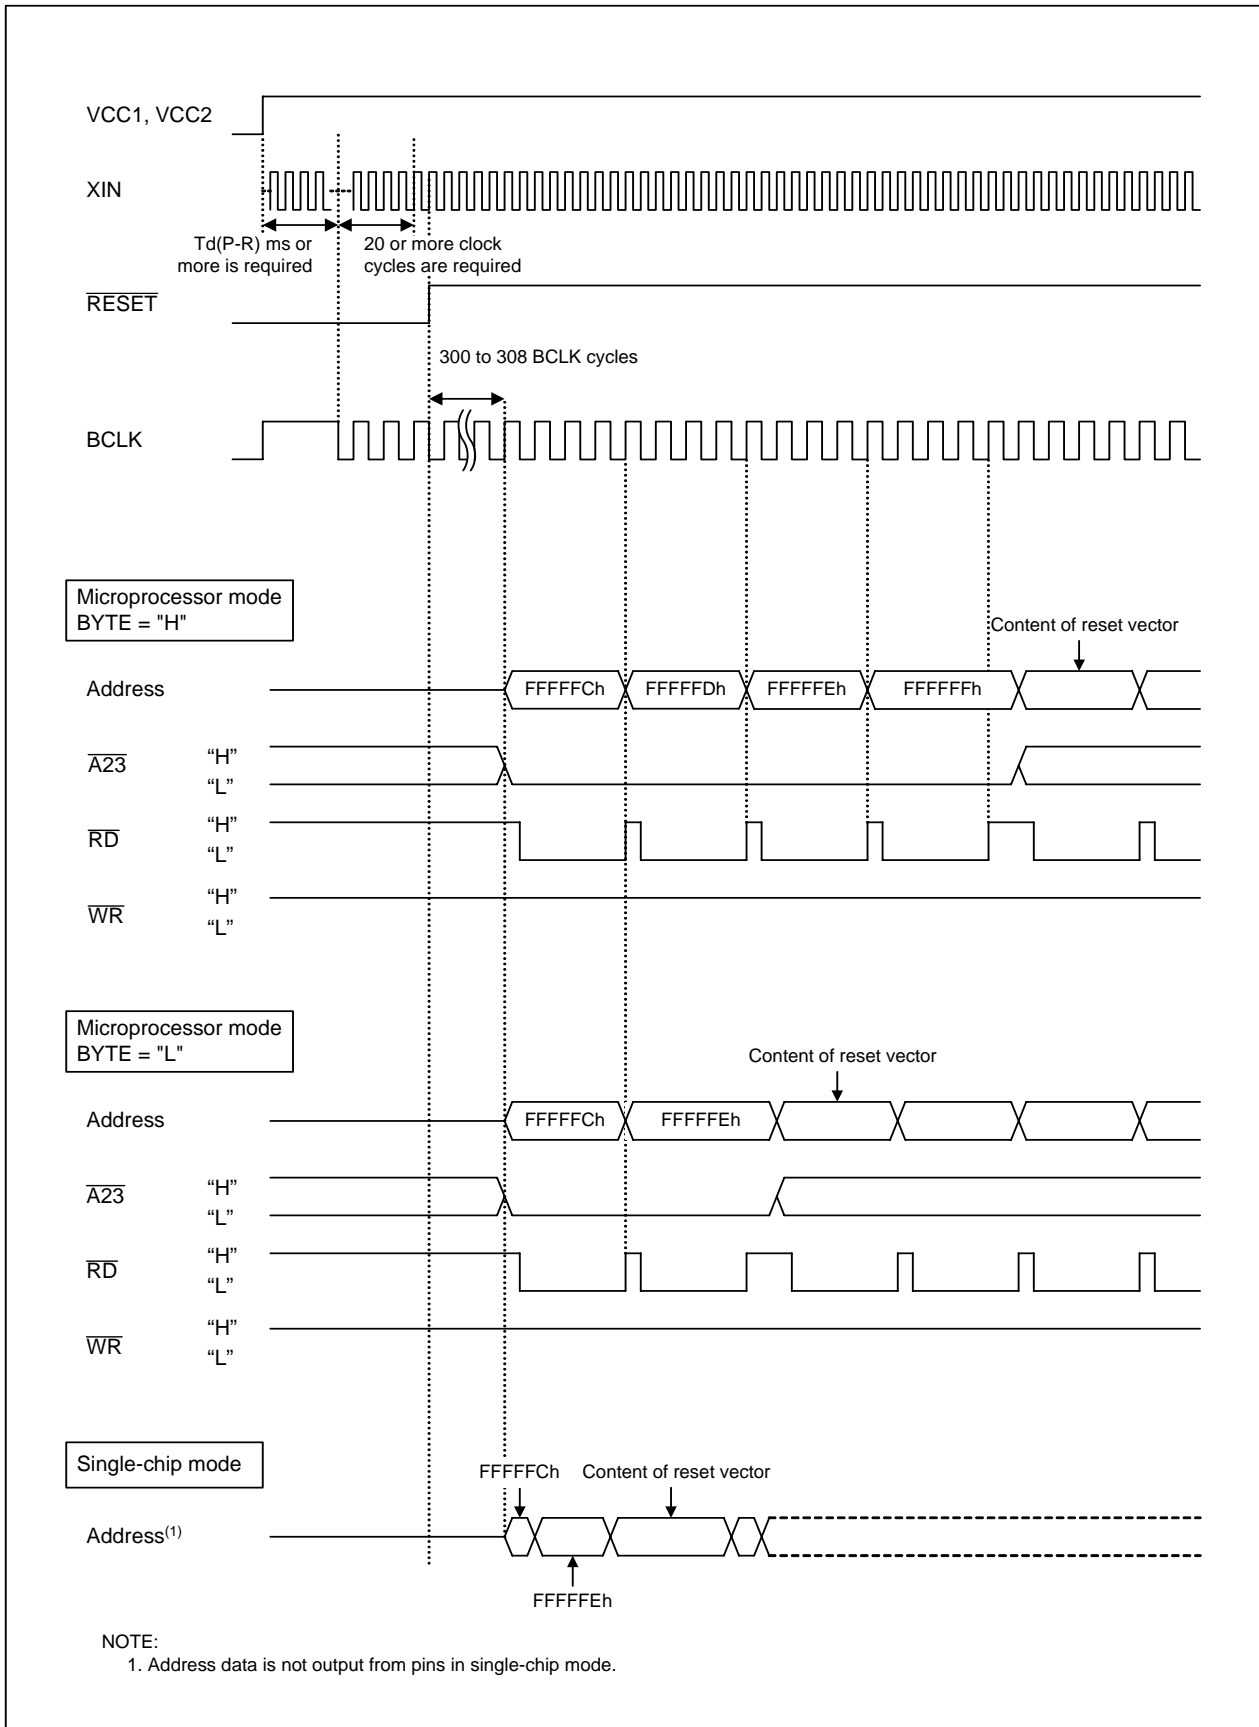 VCC1, VCC2
XIN
Td(P-R) ms or
more is required
20 or more clock
cycles are required
RESET
300 to 308 BCLK cycles
BCLK
Microprocessor mode
BYTE = "H"
Content of reset vector
Address
FFFFFCh
FFFFFDh
FFFFFEh
FFFFFFh
A23
“H”
“L”
RD
“H”
“L”
WR
“H”
“L”
Microprocessor mode
BYTE = "L"
Content of reset vector
Address
FFFFFCh
FFFFFEh
A23
“H”
“L”
RD
“H”
“L”
WR
“H”
“L”
Single-chip mode
FFFFFCh
Content of reset vector
Address(1)
FFFFFEh
NOTE:
1. Address data is not output from pins in single-chip mode.